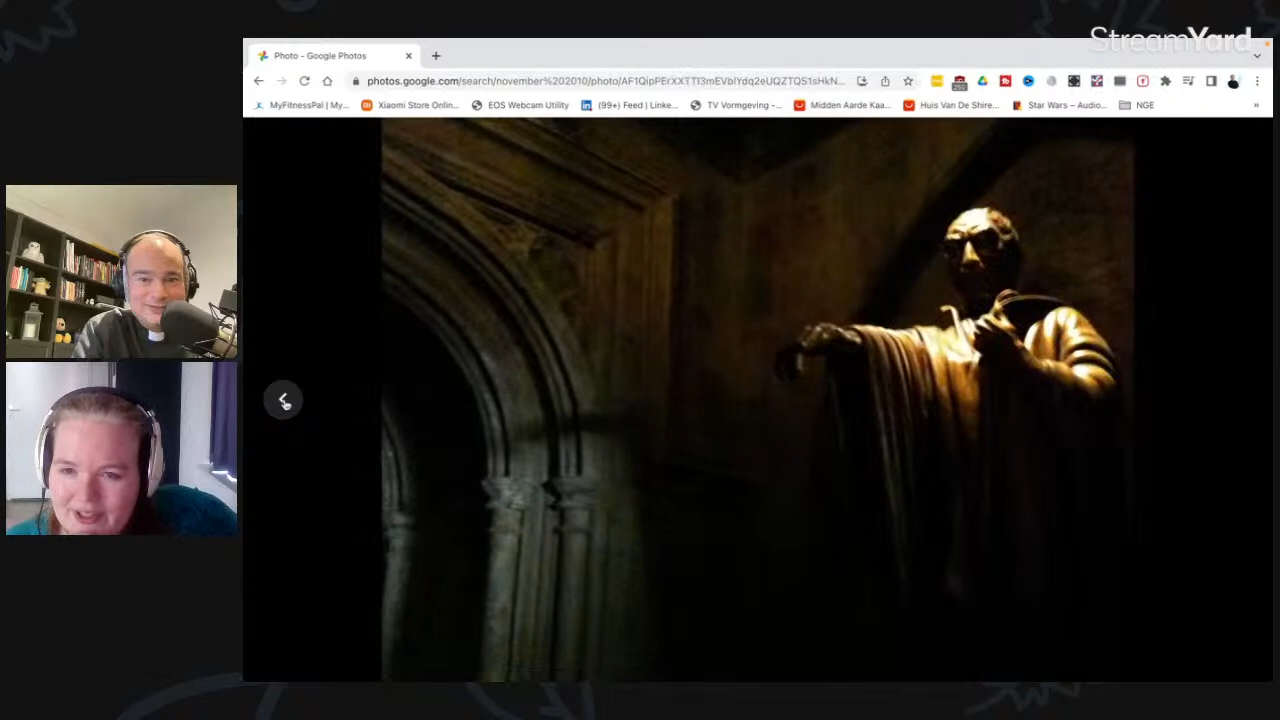 StreamYard
Photo - Google Photos
photos.google.com/search/november%202010/photo/
MyFitnessPal | My... Xiaomi Store Onlin... EOS Webcam Utility (99+) Feed | Linke... TV Vormgeving -... Midden Aarde Kaa... Huis Van De Shire... Star Wars – Audio... NGE »